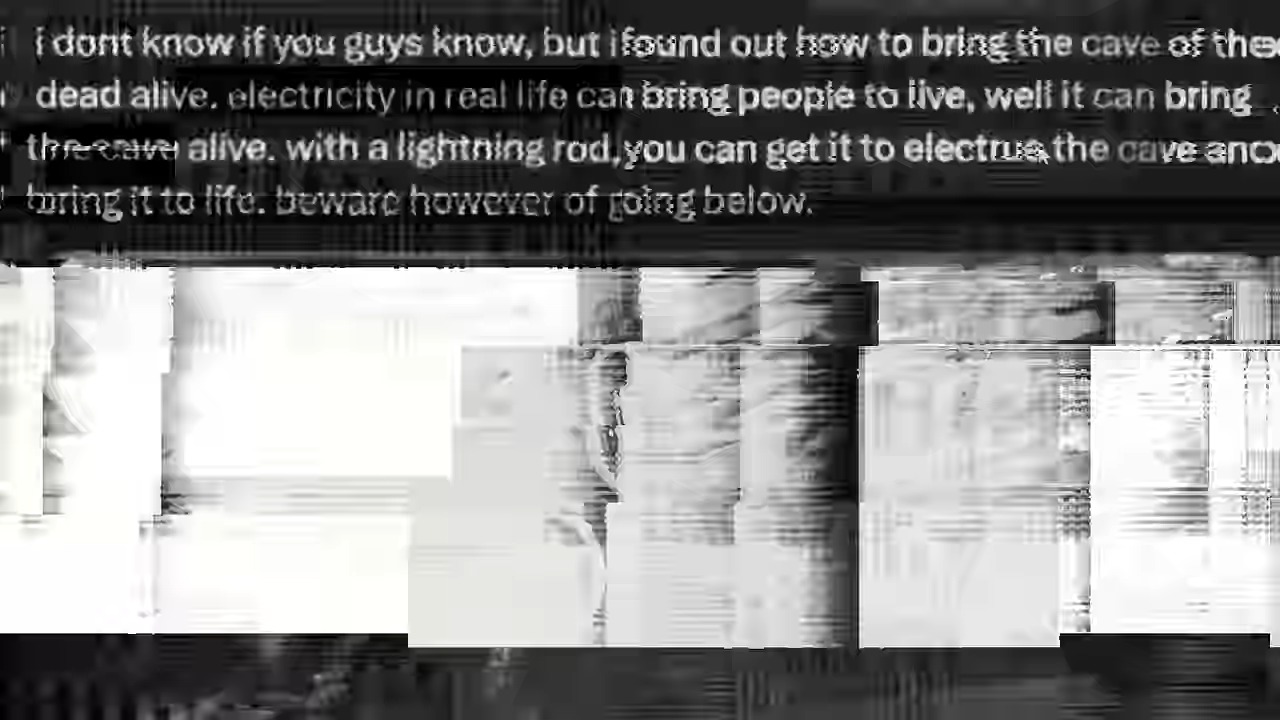 i dont know if you guys know, but i found out how to bring the cave of the
dead alive. electricity in real life can bring people to live, well it can bring
the cave alive. with a lightning rod, you can get it to electrue the cave and
bring it to life. beware however of going below.